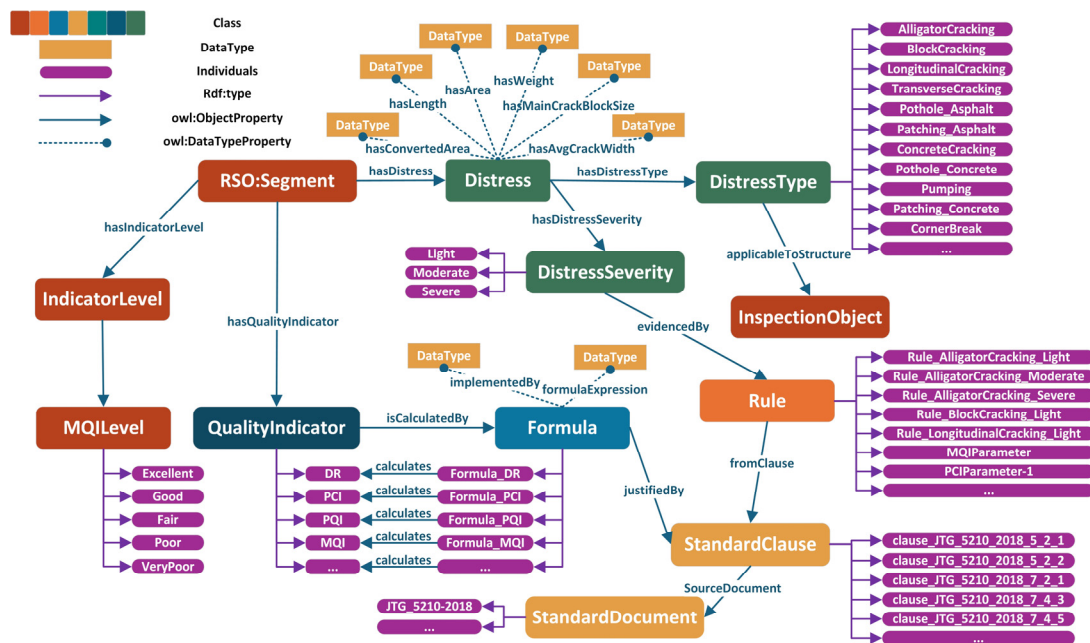 Class
DataType
Individuals
Rdf:type
owl:ObjectProperty
owl:DataTypeProperty
DataType
DataType
DataType
DataType
DataType
DataType
hasArea
hasWeight
hasLength
hasMainCrackBlockSize
hasConvertedArea
hasAvgCrackWidth
RSO:Segment
hasDistress
Distress
hasDistressType
DistressType
AlligatorCracking
BlockCracking
LongitudinalCracking
TransverseCracking
Pothole_Asphalt
Patching_Asphalt
ConcreteCracking
Pothole_Concrete
Pumping
Patching_Concrete
CornerBreak
...
hasIndicatorLevel
hasDistressSeverity
applicableToStructure
Light
Moderate
Severe
DistressSeverity
InspectionObject
IndicatorLevel
hasQualityIndicator
evidencedBy
DataType
DataType
implementedBy
formulaExpression
MQILevel
QualityIndicator
isCalculatedBy
Formula
Rule
Rule_AlligatorCracking_Light
Rule_AlligatorCracking_Moderate
Rule_AlligatorCracking_Severe
Rule_BlockCracking_Light
Rule_LongitudinalCracking_Light
MQIParameter
PCIParameter-1
...
fromClause
justifiedBy
Excellent
Good
Fair
Poor
VeryPoor
DR calculates Formula_DR
PCI calculates Formula_PCI
PQI calculates Formula_PQI
MQI calculates Formula_MQI
... calculates ...
StandardClause
clause_JTG_5210_2018_5_2_1
clause_JTG_5210_2018_5_2_2
clause_JTG_5210_2018_7_2_1
clause_JTG_5210_2018_7_4_3
clause_JTG_5210_2018_7_4_5
...
SourceDocument
JTG_5210-2018
...
StandardDocument